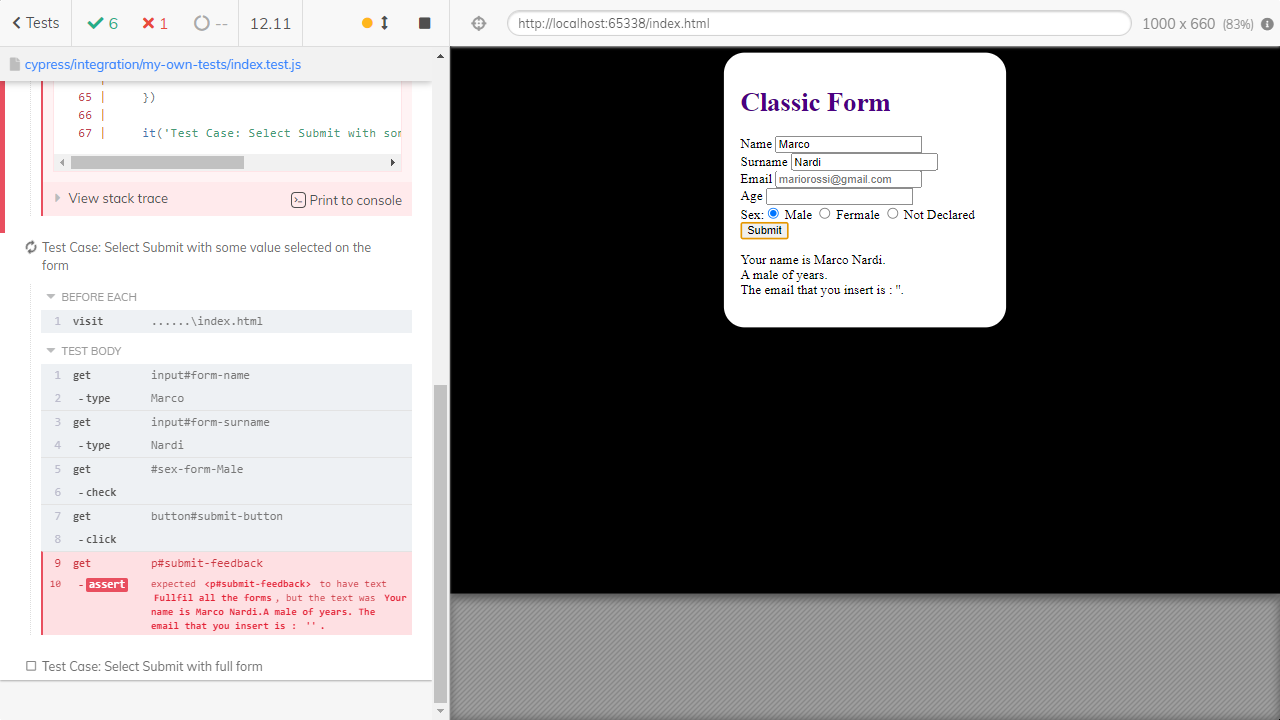 Tests
6
1
--
12.11
http://localhost:65338/index.html
1000 x 660 (83%)
cypress/integration/my-own-tests/index.test.js
65 | })
66 |
67 | it('Test Case: Select Submit with som
View stack trace
Print to console
Test Case: Select Submit with some value selected on the
form
BEFORE EACH
1 visit ......\index.html
TEST BODY
1 get input#form-name
2 -type Marco
3 get input#form-surname
4 -type Nardi
5 get #sex-form-Male
6 -check
7 get button#submit-button
8 -click
9 get p#submit-feedback
10 -assert expected <p#submit-feedback> to have text
Fullfil all the forms, but the text was Your
name is Marco Nardi.A male of years. The
email that you insert is : ''.
Test Case: Select Submit with full form
Classic Form
Name Marco
Surname Nardi
Email mariorossi@gmail.com
Age
Sex: Male Fermale Not Declared
Submit
Your name is Marco Nardi.
A male of years.
The email that you insert is : ''.